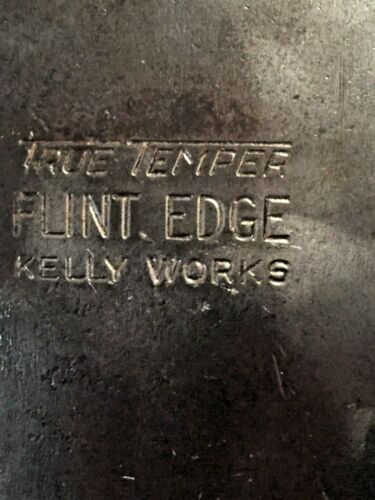 TRUE TEMPER
FLINT. EDGE
KELLY WORKS